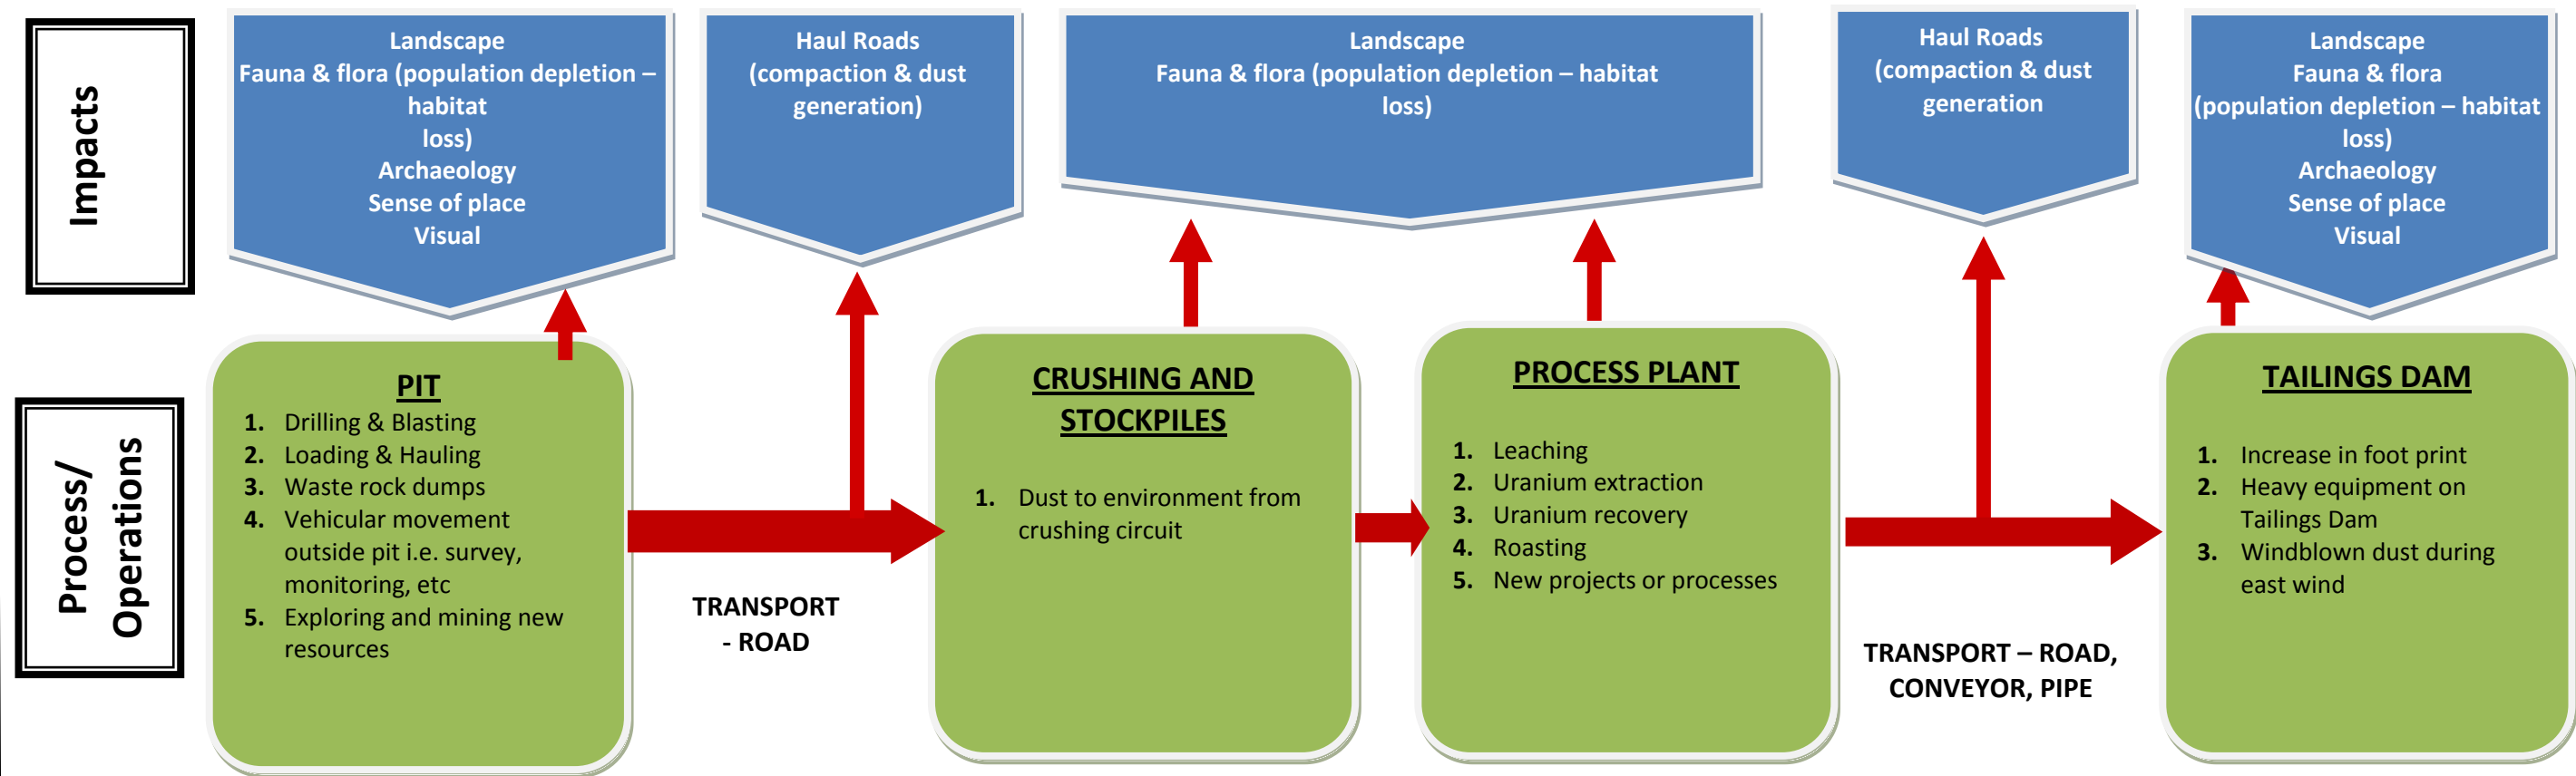 Impacts
Landscape
Fauna & flora (population depletion –
habitat
loss)
Archaeology
Sense of place
Visual
Haul Roads
(compaction & dust
generation)
Landscape
Fauna & flora (population depletion – habitat
loss)
Haul Roads
(compaction & dust
generation
Landscape
Fauna & flora
(population depletion – habitat
loss)
Archaeology
Sense of place
Visual
Process/
Operations
PIT
1. Drilling & Blasting
2. Loading & Hauling
3. Waste rock dumps
4. Vehicular movement
outside pit i.e. survey,
monitoring, etc
5. Exploring and mining new
resources
TRANSPORT
- ROAD
CRUSHING AND
STOCKPILES
1. Dust to environment from
crushing circuit
PROCESS PLANT
1. Leaching
2. Uranium extraction
3. Uranium recovery
4. Roasting
5. New projects or processes
TRANSPORT – ROAD,
CONVEYOR, PIPE
TAILINGS DAM
1. Increase in foot print
2. Heavy equipment on
Tailings Dam
3. Windblown dust during
east wind